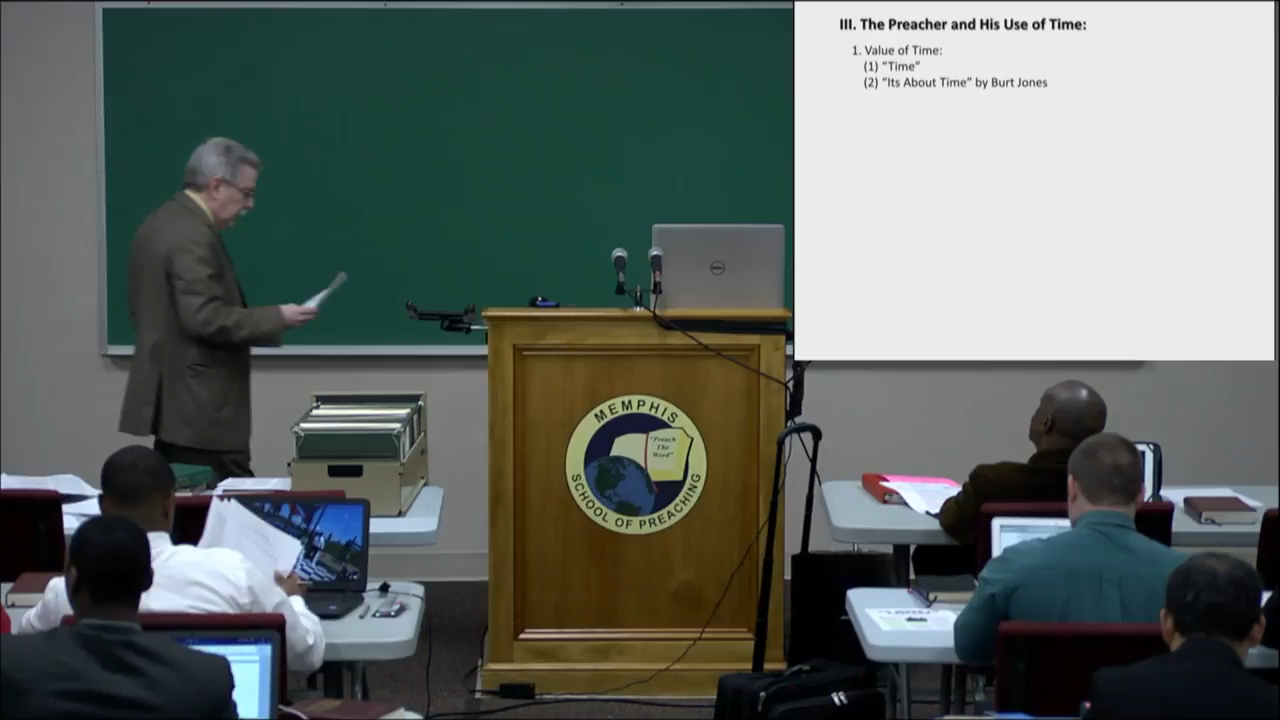 III. The Preacher and His Use of Time:
1. Value of Time:
(1) “Time”
(2) “Its About Time” by Burt Jones
DELL
MEMPHIS
"Preach
The
Word"
SCHOOL OF PREACHING